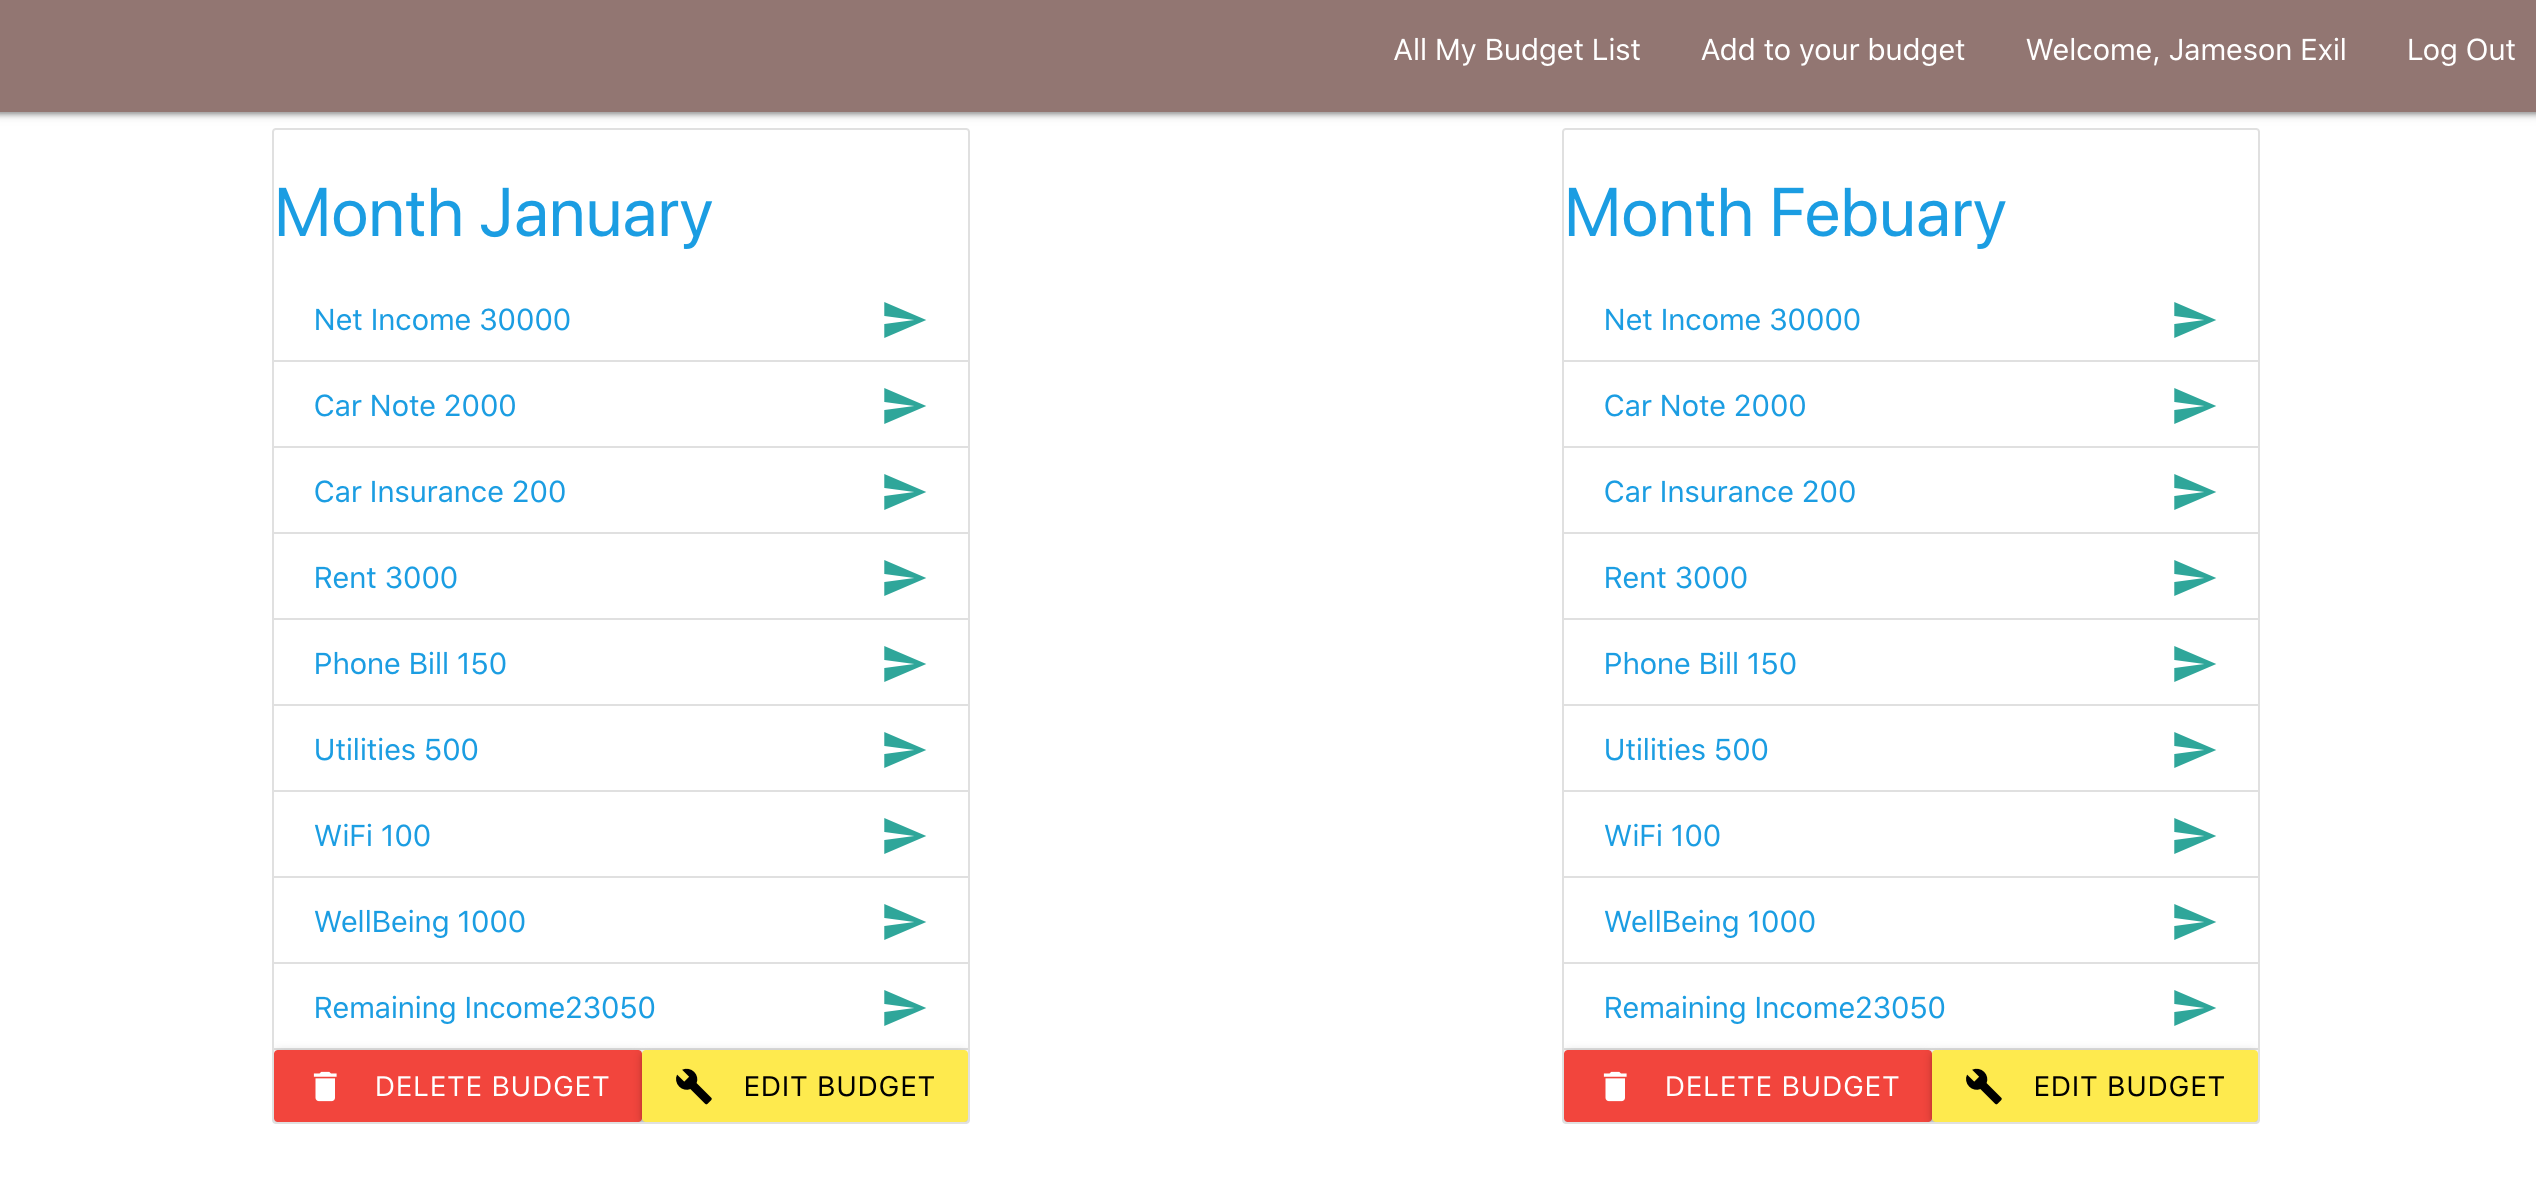 All My Budget List Add to your budget Welcome, Jameson Exil Log Out
Month January
Net Income 30000
Car Note 2000
Car Insurance 200
Rent 3000
Phone Bill 150
Utilities 500
WiFi 100
WellBeing 1000
Remaining Income23050
DELETE BUDGET EDIT BUDGET
Month Febuary
Net Income 30000
Car Note 2000
Car Insurance 200
Rent 3000
Phone Bill 150
Utilities 500
WiFi 100
WellBeing 1000
Remaining Income23050
DELETE BUDGET EDIT BUDGET